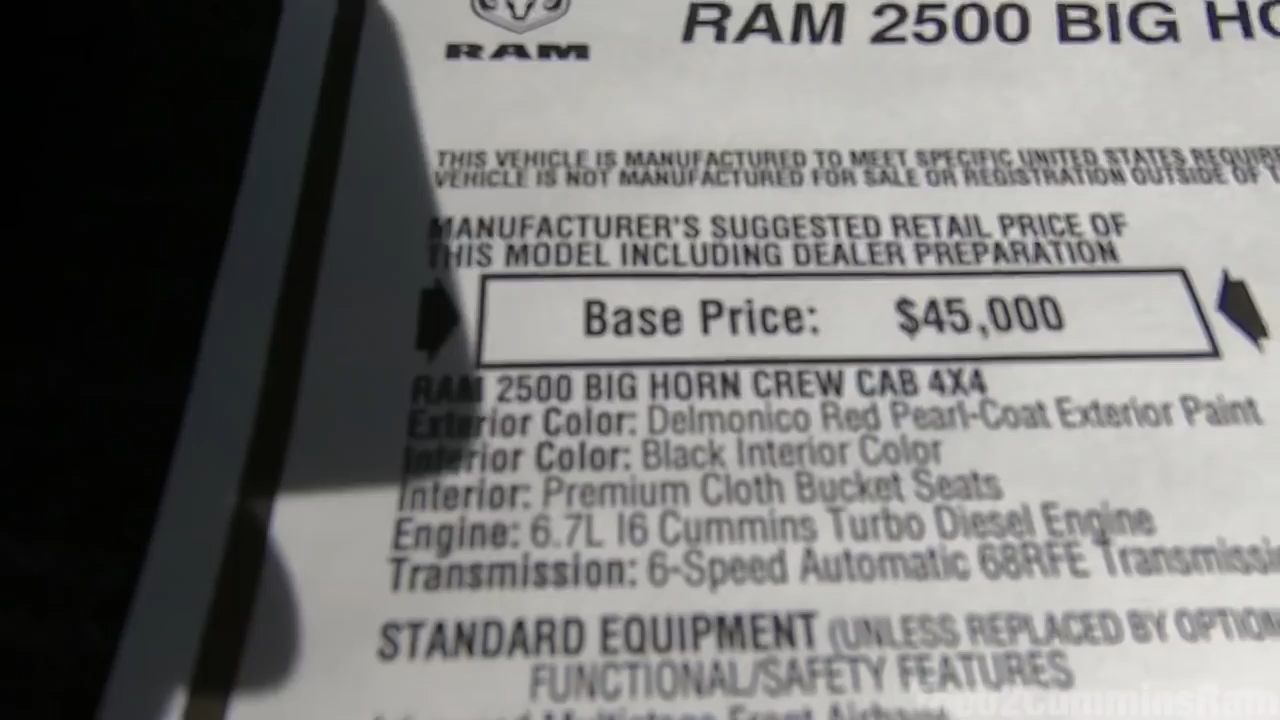 RAM
RAM 2500 BIG
THIS VEHICLE IS MANUFACTURED TO MEET SPECIFIC UNITED STATES
VEHICLE IS NOT MANUFACTURED FOR SALE OR REGISTRATION OUTSIDE OF
MANUFACTURER'S SUGGESTED RETAIL PRICE OF
THIS MODEL INCLUDING DEALER PREPARATION
Base Price: $45,000
RAM 2500 BIG HORN CREW CAB 4X4
Exterior Color: Delmonico Red Pearl-Coat Exterior Paint
Interior Color: Black Interior Color
Interior: Premium Cloth Bucket Seats
Engine: 6.7L I6 Cummins Turbo Diesel Engine
Transmission: 6-Speed Automatic 68RFE
STANDARD EQUIPMENT (UNLESS REPLACED BY
FUNCTIONAL/SAFETY FEATURES